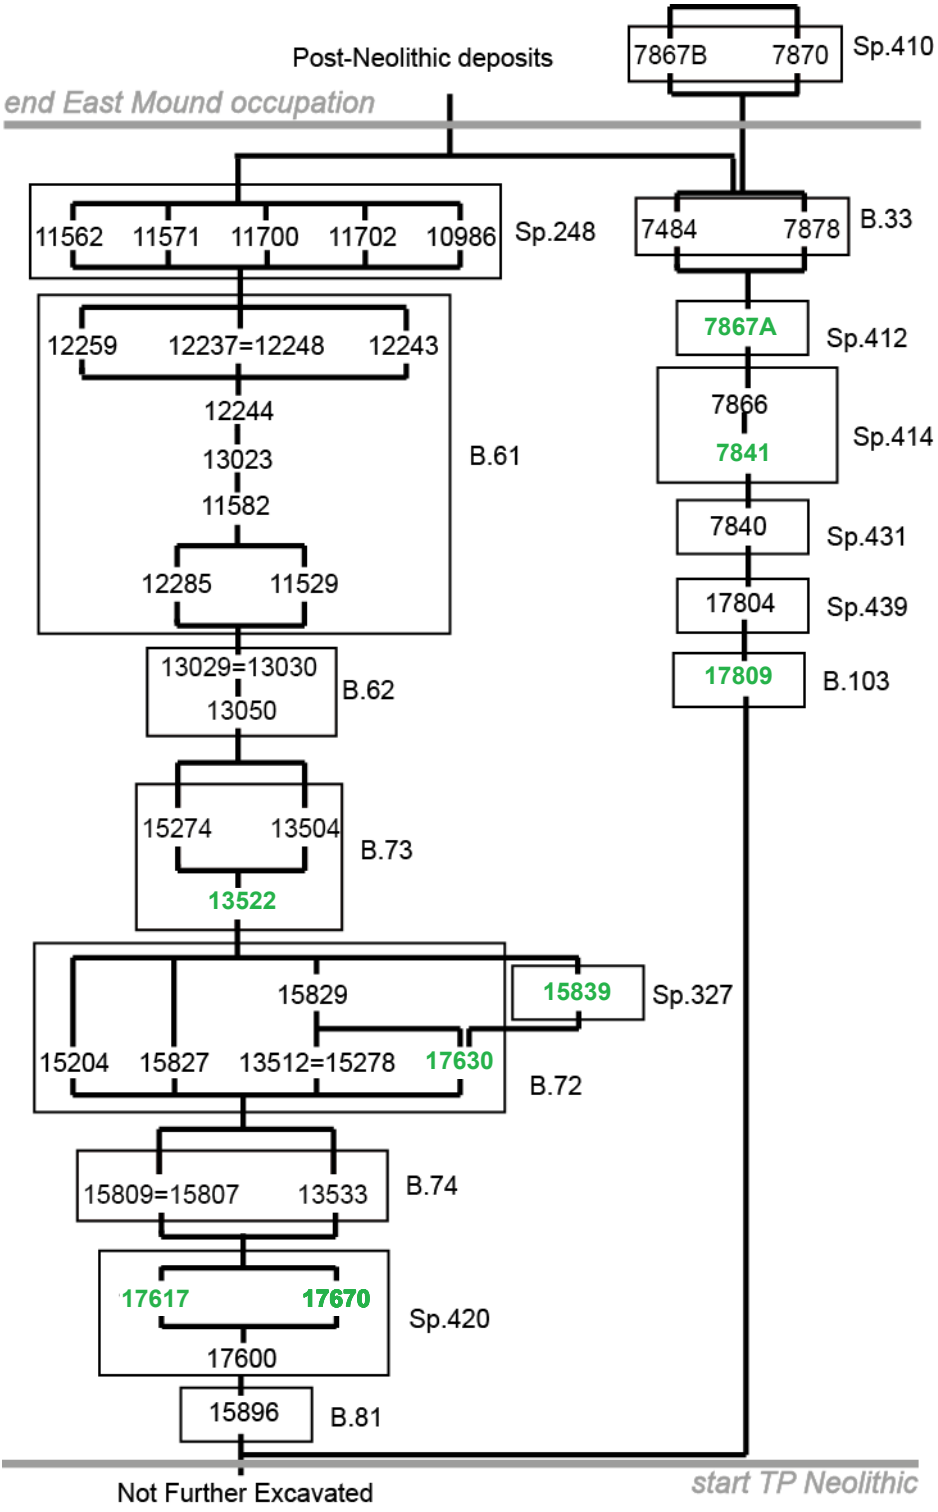 7867B 7870 Sp.410
Post-Neolithic deposits
end East Mound occupation
11562 11571 11700 11702 10986 Sp.248
7484 7878 B.33
12259 12237=12248 12243
12244
13023
11582
12285 11529
B.61
7867A Sp.412
7866
7841
Sp.414
7840 Sp.431
17804 Sp.439
17809 B.103
13029=13030
13050
B.62
15274 13504
13522
B.73
15829
15839 Sp.327
15204 15827 13512=15278 17630
B.72
15809=15807 13533 B.74
17617 17670
17600
Sp.420
15896 B.81
start TP Neolithic
Not Further Excavated